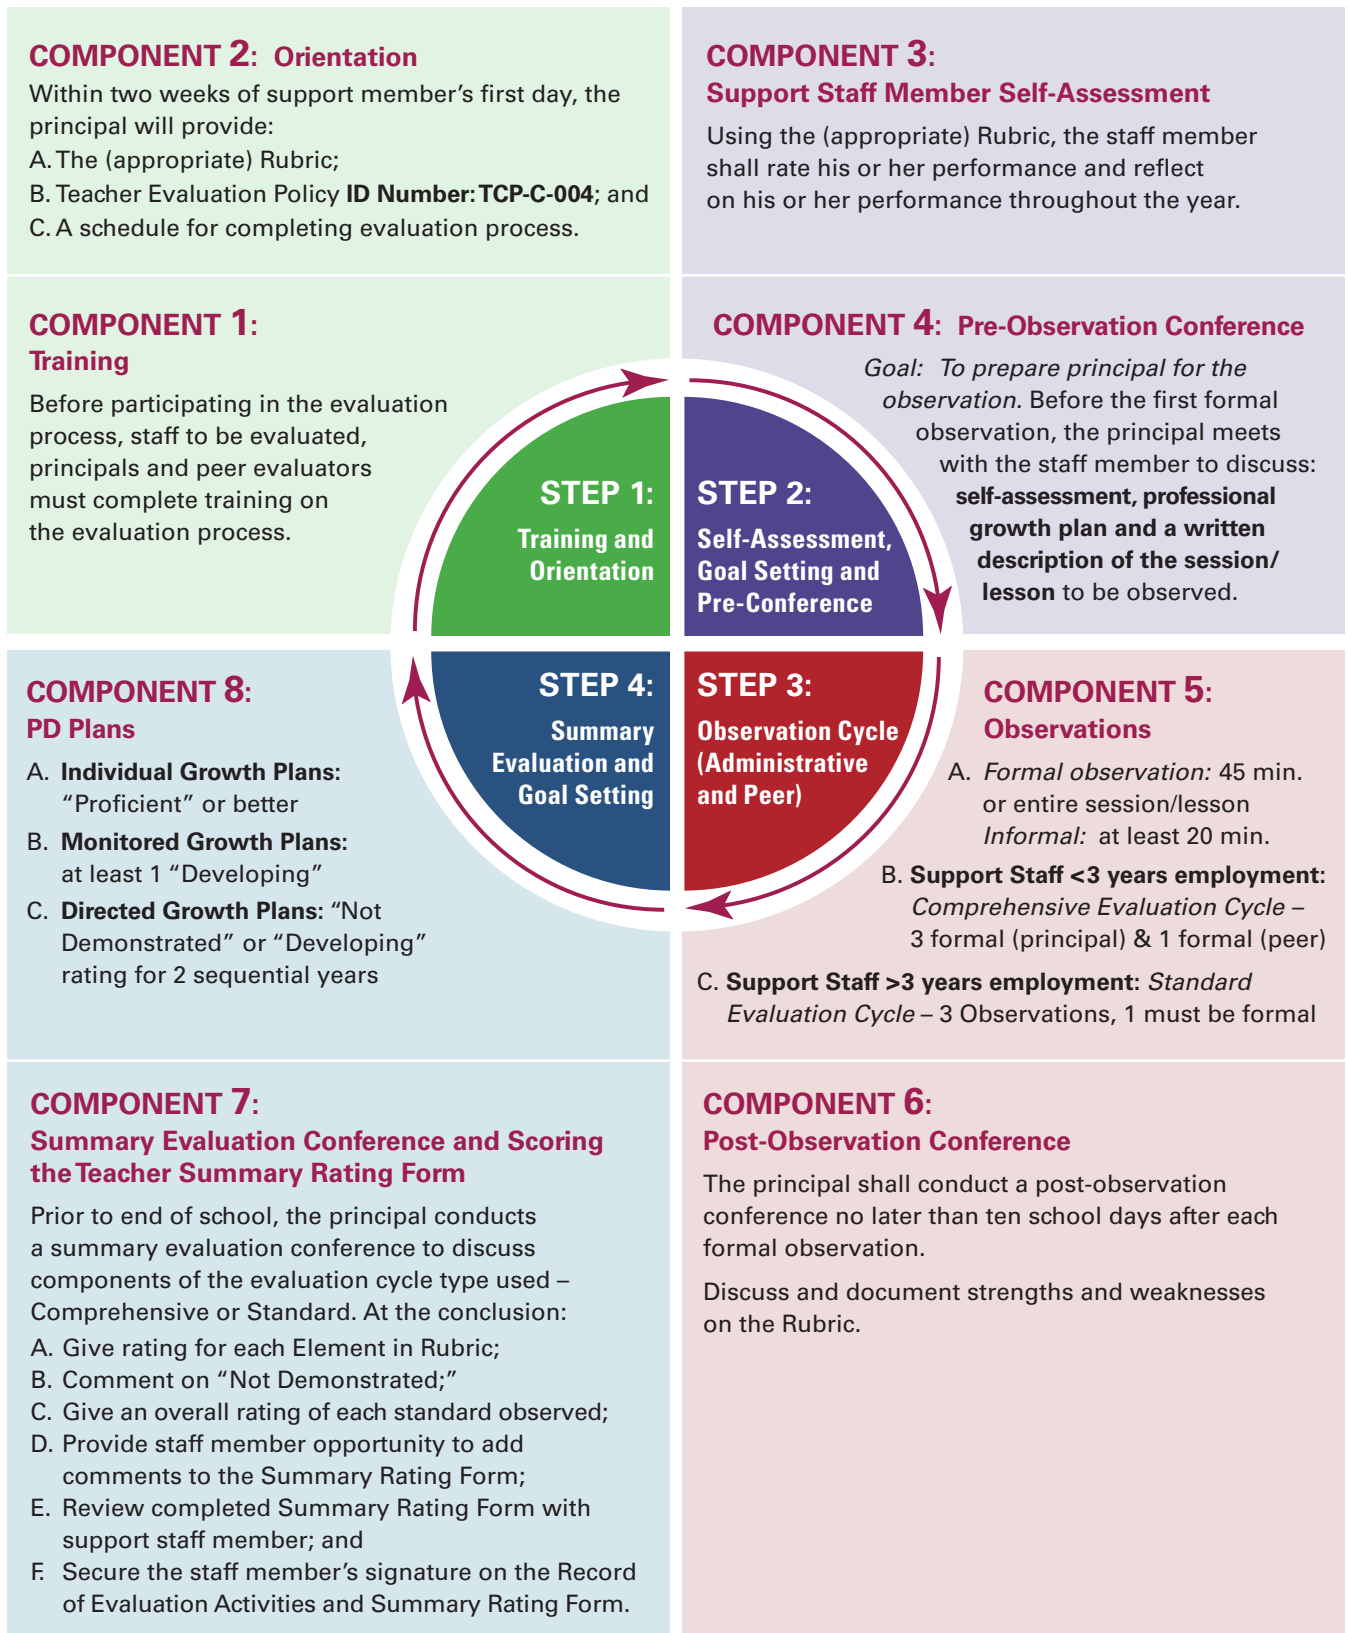 COMPONENT 2: Orientation
Within two weeks of support member's first day, the
principal will provide:
A. The (appropriate) Rubric;
B. Teacher Evaluation Policy ID Number: TCP-C-004; and
C. A schedule for completing evaluation process.
COMPONENT 3:
Support Staff Member Self-Assessment
Using the (appropriate) Rubric, the staff member
shall rate his or her performance and reflect
on his or her performance throughout the year.
COMPONENT 1:
Training
Before participating in the evaluation
process, staff to be evaluated,
principals and peer evaluators
must complete training on
the evaluation process.
COMPONENT 4: Pre-Observation Conference
Goal: To prepare principal for the
observation. Before the first formal
observation, the principal meets
with the staff member to discuss:
self-assessment, professional
growth plan and a written
description of the session/
lesson to be observed.
STEP 1:
Training and
Orientation
STEP 2:
Self-Assessment,
Goal Setting and
Pre-Conference
STEP 4:
Summary
Evaluation and
Goal Setting
STEP 3:
Observation Cycle
(Administrative
and Peer)
COMPONENT 8:
PD Plans
A. Individual Growth Plans:
"Proficient" or better
B. Monitored Growth Plans:
at least 1 "Developing"
C. Directed Growth Plans: "Not
Demonstrated" or "Developing"
rating for 2 sequential years
COMPONENT 5:
Observations
A. Formal observation: 45 min.
or entire session/lesson
Informal: at least 20 min.
B. Support Staff <3 years employment:
Comprehensive Evaluation Cycle –
3 formal (principal) & 1 formal (peer)
C. Support Staff >3 years employment: Standard
Evaluation Cycle – 3 Observations, 1 must be formal
COMPONENT 7:
Summary Evaluation Conference and Scoring
the Teacher Summary Rating Form
Prior to end of school, the principal conducts
a summary evaluation conference to discuss
components of the evaluation cycle type used –
Comprehensive or Standard. At the conclusion:
A. Give rating for each Element in Rubric;
B. Comment on "Not Demonstrated;"
C. Give an overall rating of each standard observed;
D. Provide staff member opportunity to add
comments to the Summary Rating Form;
E. Review completed Summary Rating Form with
support staff member; and
F. Secure the staff member's signature on the Record
of Evaluation Activities and Summary Rating Form.
COMPONENT 6:
Post-Observation Conference
The principal shall conduct a post-observation
conference no later than ten school days after each
formal observation.
Discuss and document strengths and weaknesses
on the Rubric.